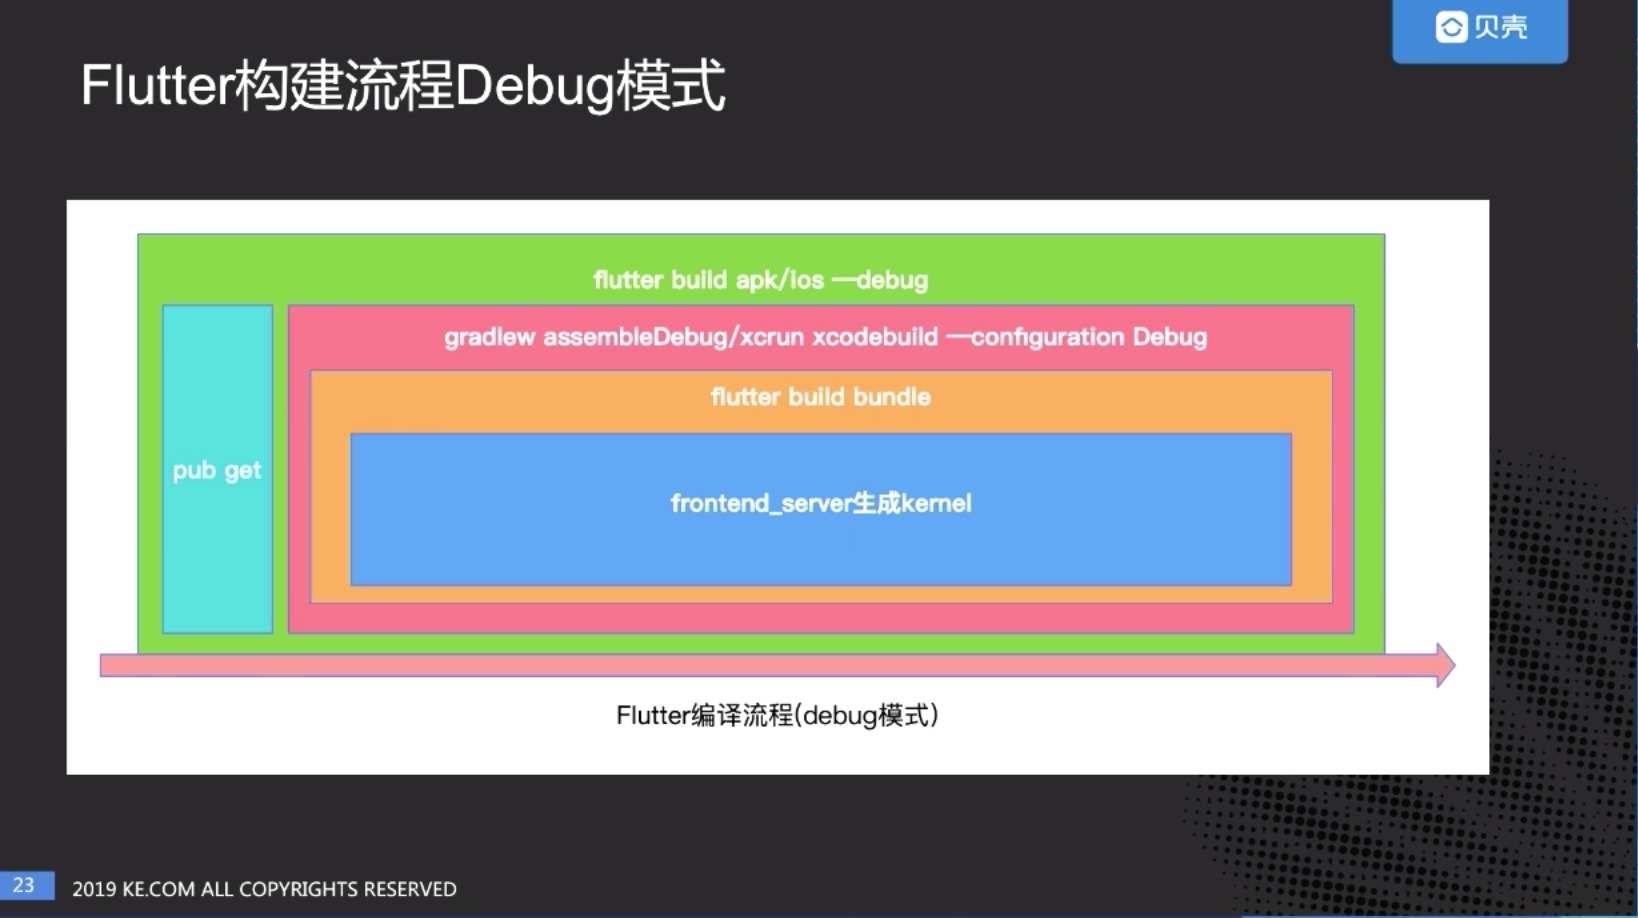 贝壳
Flutter构建流程Debug模式
flutter build apk/ios —debug
gradlew assembleDebug/xcrun xcodebuild —configuration Debug
flutter build bundle
pub get
frontend_server生成kernel
Flutter编译流程(debug模式)
23
2019 KE.COM ALL COPYRIGHTS RESERVED